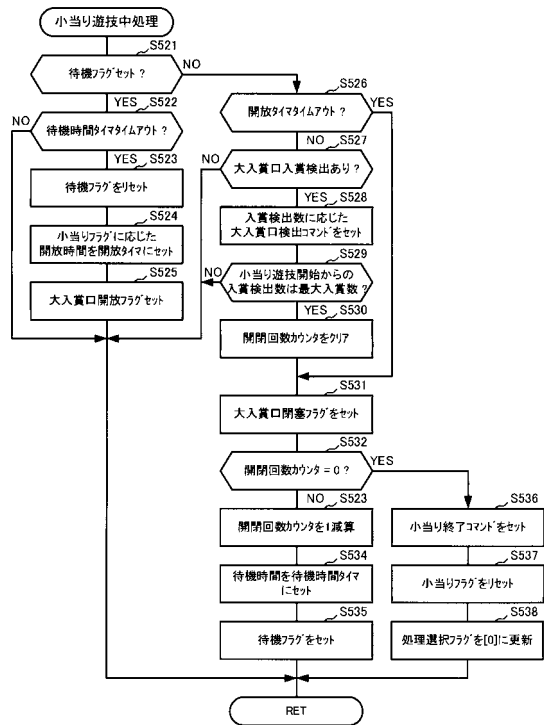 小当り遊技中処理
S521
待機フラグセット？
NO
YES
S522
待機時間タイマタイムアウト？
NO
YES
S523
待機フラグをリセット
S524
小当りフラグに応じた
開放時間を開放タイマにセット
S525
大入賞口開放フラグセット
S526
開放タイマタイムアウト？
YES
NO
S527
大入賞口入賞検出あり？
NO
YES
S528
入賞検出数に応じた
大入賞口検出コマンドをセット
S529
小当り遊技開始からの
入賞検出数は最大入賞数？
NO
YES
S530
開閉回数カウンタをクリア
S531
大入賞口閉塞フラグをセット
S532
開閉回数カウンタ=0？
YES
NO
S523
開閉回数カウンタを1減算
S534
待機時間を待機時間タイマ
にセット
S535
待機フラグをセット
S536
小当り終了コマンドをセット
S537
小当りフラグをリセット
S538
処理選択フラグを[0]に更新
RET